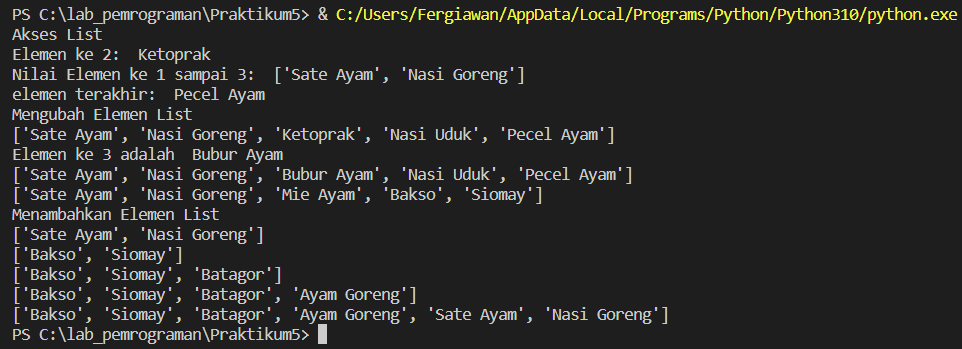 PS C:\lab_pemrograman\Praktikum5> & C:/Users/Fergiawan/AppData/Local/Programs/Python/Python310/python.exe
Akses List
Elemen ke 2:  Ketoprak
Nilai Elemen ke 1 sampai 3:  ['Sate Ayam', 'Nasi Goreng']
elemen terakhir:  Pecel Ayam
Mengubah Elemen List
['Sate Ayam', 'Nasi Goreng', 'Ketoprak', 'Nasi Uduk', 'Pecel Ayam']
Elemen ke 3 adalah  Bubur Ayam
['Sate Ayam', 'Nasi Goreng', 'Bubur Ayam', 'Nasi Uduk', 'Pecel Ayam']
['Sate Ayam', 'Nasi Goreng', 'Mie Ayam', 'Bakso', 'Siomay']
Menambahkan Elemen List
['Sate Ayam', 'Nasi Goreng']
['Bakso', 'Siomay']
['Bakso', 'Siomay', 'Batagor']
['Bakso', 'Siomay', 'Batagor', 'Ayam Goreng']
['Bakso', 'Siomay', 'Batagor', 'Ayam Goreng', 'Sate Ayam', 'Nasi Goreng']
PS C:\lab_pemrograman\Praktikum5>